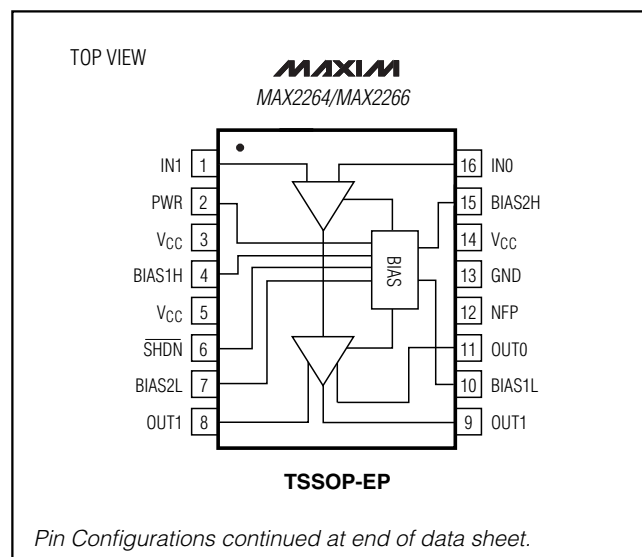 TOP VIEW
MAXIM
MAX2264/MAX2266
IN1 1
PWR 2
VCC 3
BIAS1H 4
VCC 5
SHDN 6
BIAS2L 7
OUT1 8
16 IN0
15 BIAS2H
14 VCC
13 GND
12 NFP
11 OUT0
10 BIAS1L
9 OUT1
BIAS
TSSOP-EP
Pin Configurations continued at end of data sheet.